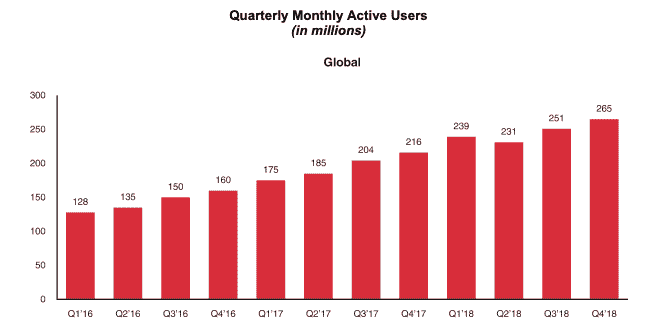 Quarterly Monthly Active Users
(in millions)
Global
300
250
200
150
100
50
0
128
135
150
160
175
185
204
216
239
231
251
265
Q1'16
Q2'16
Q3'16
Q4'16
Q1'17
Q2'17
Q3'17
Q4'17
Q1'18
Q2'18
Q3'18
Q4'18